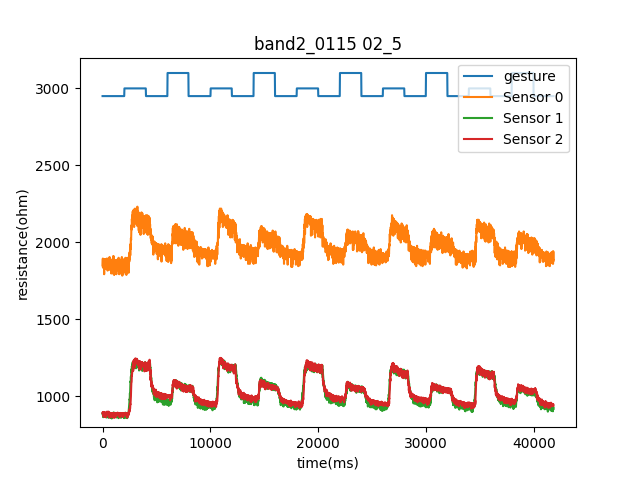 band2_0115 02_5
gesture
Sensor 0
Sensor 1
Sensor 2
3000
2500
2000
1500
1000
resistance(ohm)
0
10000
20000
30000
40000
time(ms)